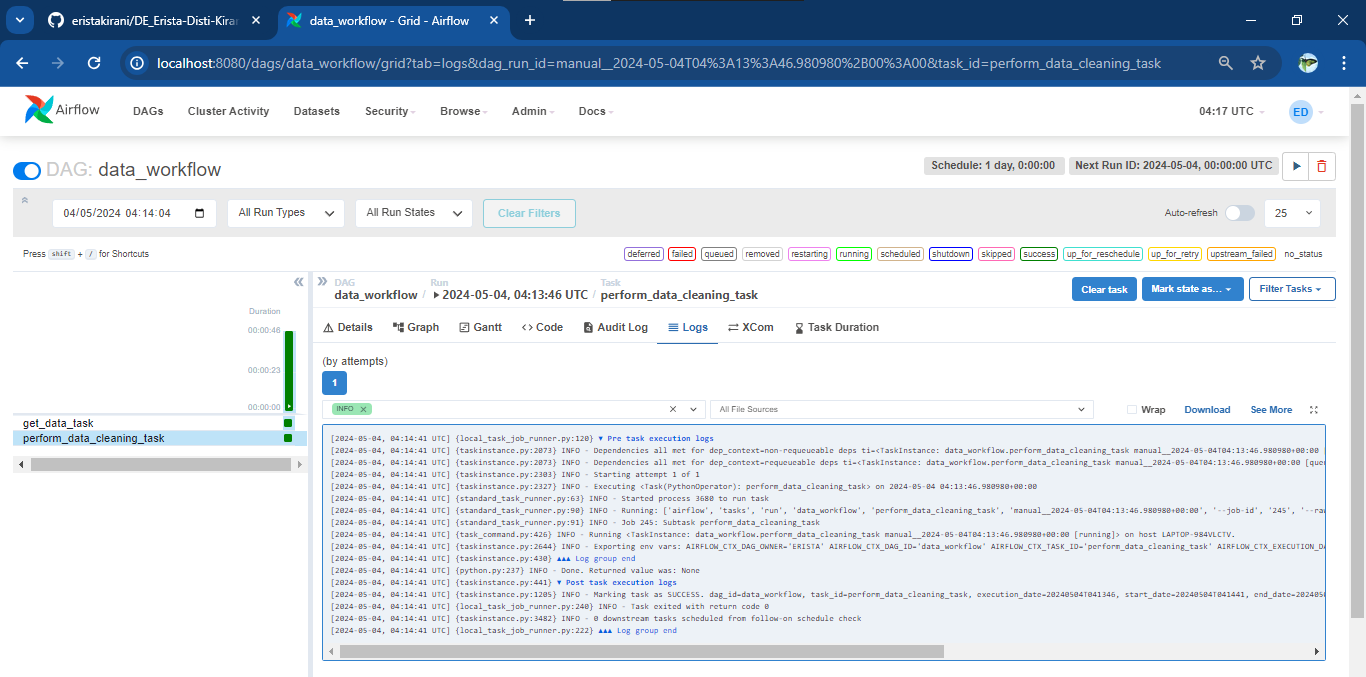 eristakirani/DE_Erista-Disti-Kiran
data_workflow - Grid - Airflow
localhost:8080/dags/data_workflow/grid?tab=logs&dag_run_id=manual__2024-05-04T04%3A13%3A46.980980%2B00%3A00&task_id=perform_data_cleaning_task
Airflow DAGs Cluster Activity Datasets Security Browse Admin Docs 04:17 UTC ED
DAG: data_workflow Schedule: 1 day, 0:00:00 Next Run ID: 2024-05-04, 00:00:00 UTC
04/05/2024 04:14:04 All Run Types All Run States Clear Filters Auto-refresh 25
Press shift + / for Shortcuts deferred failed queued removed restarting running scheduled shutdown skipped success up_for_reschedule up_for_retry upstream_failed no_status
DAG Run Task
data_workflow / 2024-05-04, 04:13:46 UTC / perform_data_cleaning_task Clear task Mark state as... Filter Tasks
Duration
00:00:46
00:00:23
00:00:00
get_data_task
perform_data_cleaning_task
Details Graph Gantt Code Audit Log Logs XCom Task Duration
(by attempts)
1
INFO All File Sources Wrap Download See More
[2024-05-04, 04:14:41 UTC] {local_task_job_runner.py:120} ▼ Pre task execution logs
[2024-05-04, 04:14:41 UTC] {taskinstance.py:2073} INFO - Dependencies all met for dep_context=non-requeueable deps ti=<TaskInstance: data_workflow.perform_data_cleaning_task manual__2024-05-04T04:13:46.980980+00:00 [
[2024-05-04, 04:14:41 UTC] {taskinstance.py:2073} INFO - Dependencies all met for dep_context=requeueable deps ti=<TaskInstance: data_workflow.perform_data_cleaning_task manual__2024-05-04T04:13:46.980980+00:00 [que
[2024-05-04, 04:14:41 UTC] {taskinstance.py:2303} INFO - Starting attempt 1 of 1
[2024-05-04, 04:14:41 UTC] {taskinstance.py:2327} INFO - Executing <Task(PythonOperator): perform_data_cleaning_task> on 2024-05-04 04:13:46.980980+00:00
[2024-05-04, 04:14:41 UTC] {standard_task_runner.py:63} INFO - Started process 3680 to run task
[2024-05-04, 04:14:41 UTC] {standard_task_runner.py:90} INFO - Running: ['airflow', 'tasks', 'run', 'data_workflow', 'perform_data_cleaning_task', 'manual__2024-05-04T04:13:46.980980+00:00', '--job-id', '245', '--raw
[2024-05-04, 04:14:41 UTC] {standard_task_runner.py:91} INFO - Job 245: Subtask perform_data_cleaning_task
[2024-05-04, 04:14:41 UTC] {task_command.py:426} INFO - Running <TaskInstance: data_workflow.perform_data_cleaning_task manual__2024-05-04T04:13:46.980980+00:00 [running]> on host LAPTOP-984VLCTV.
[2024-05-04, 04:14:41 UTC] {taskinstance.py:2644} INFO - Exporting env vars: AIRFLOW_CTX_DAG_OWNER='ERISTA' AIRFLOW_CTX_DAG_ID='data_workflow' AIRFLOW_CTX_TASK_ID='perform_data_cleaning_task' AIRFLOW_CTX_EXECUTION_DA
[2024-05-04, 04:14:41 UTC] {taskinstance.py:430} ▲▲▲ Log group end
[2024-05-04, 04:14:41 UTC] {python.py:237} INFO - Done. Returned value was: None
[2024-05-04, 04:14:41 UTC] {taskinstance.py:441} ▼ Post task execution logs
[2024-05-04, 04:14:41 UTC] {taskinstance.py:1205} INFO - Marking task as SUCCESS. dag_id=data_workflow, task_id=perform_data_cleaning_task, execution_date=20240504T041346, start_date=20240504T041441, end_date=2024050
[2024-05-04, 04:14:41 UTC] {local_task_job_runner.py:240} INFO - Task exited with return code 0
[2024-05-04, 04:14:41 UTC] {taskinstance.py:3482} INFO - 0 downstream tasks scheduled from follow-on schedule check
[2024-05-04, 04:14:41 UTC] {local_task_job_runner.py:222} ▲▲▲ Log group end